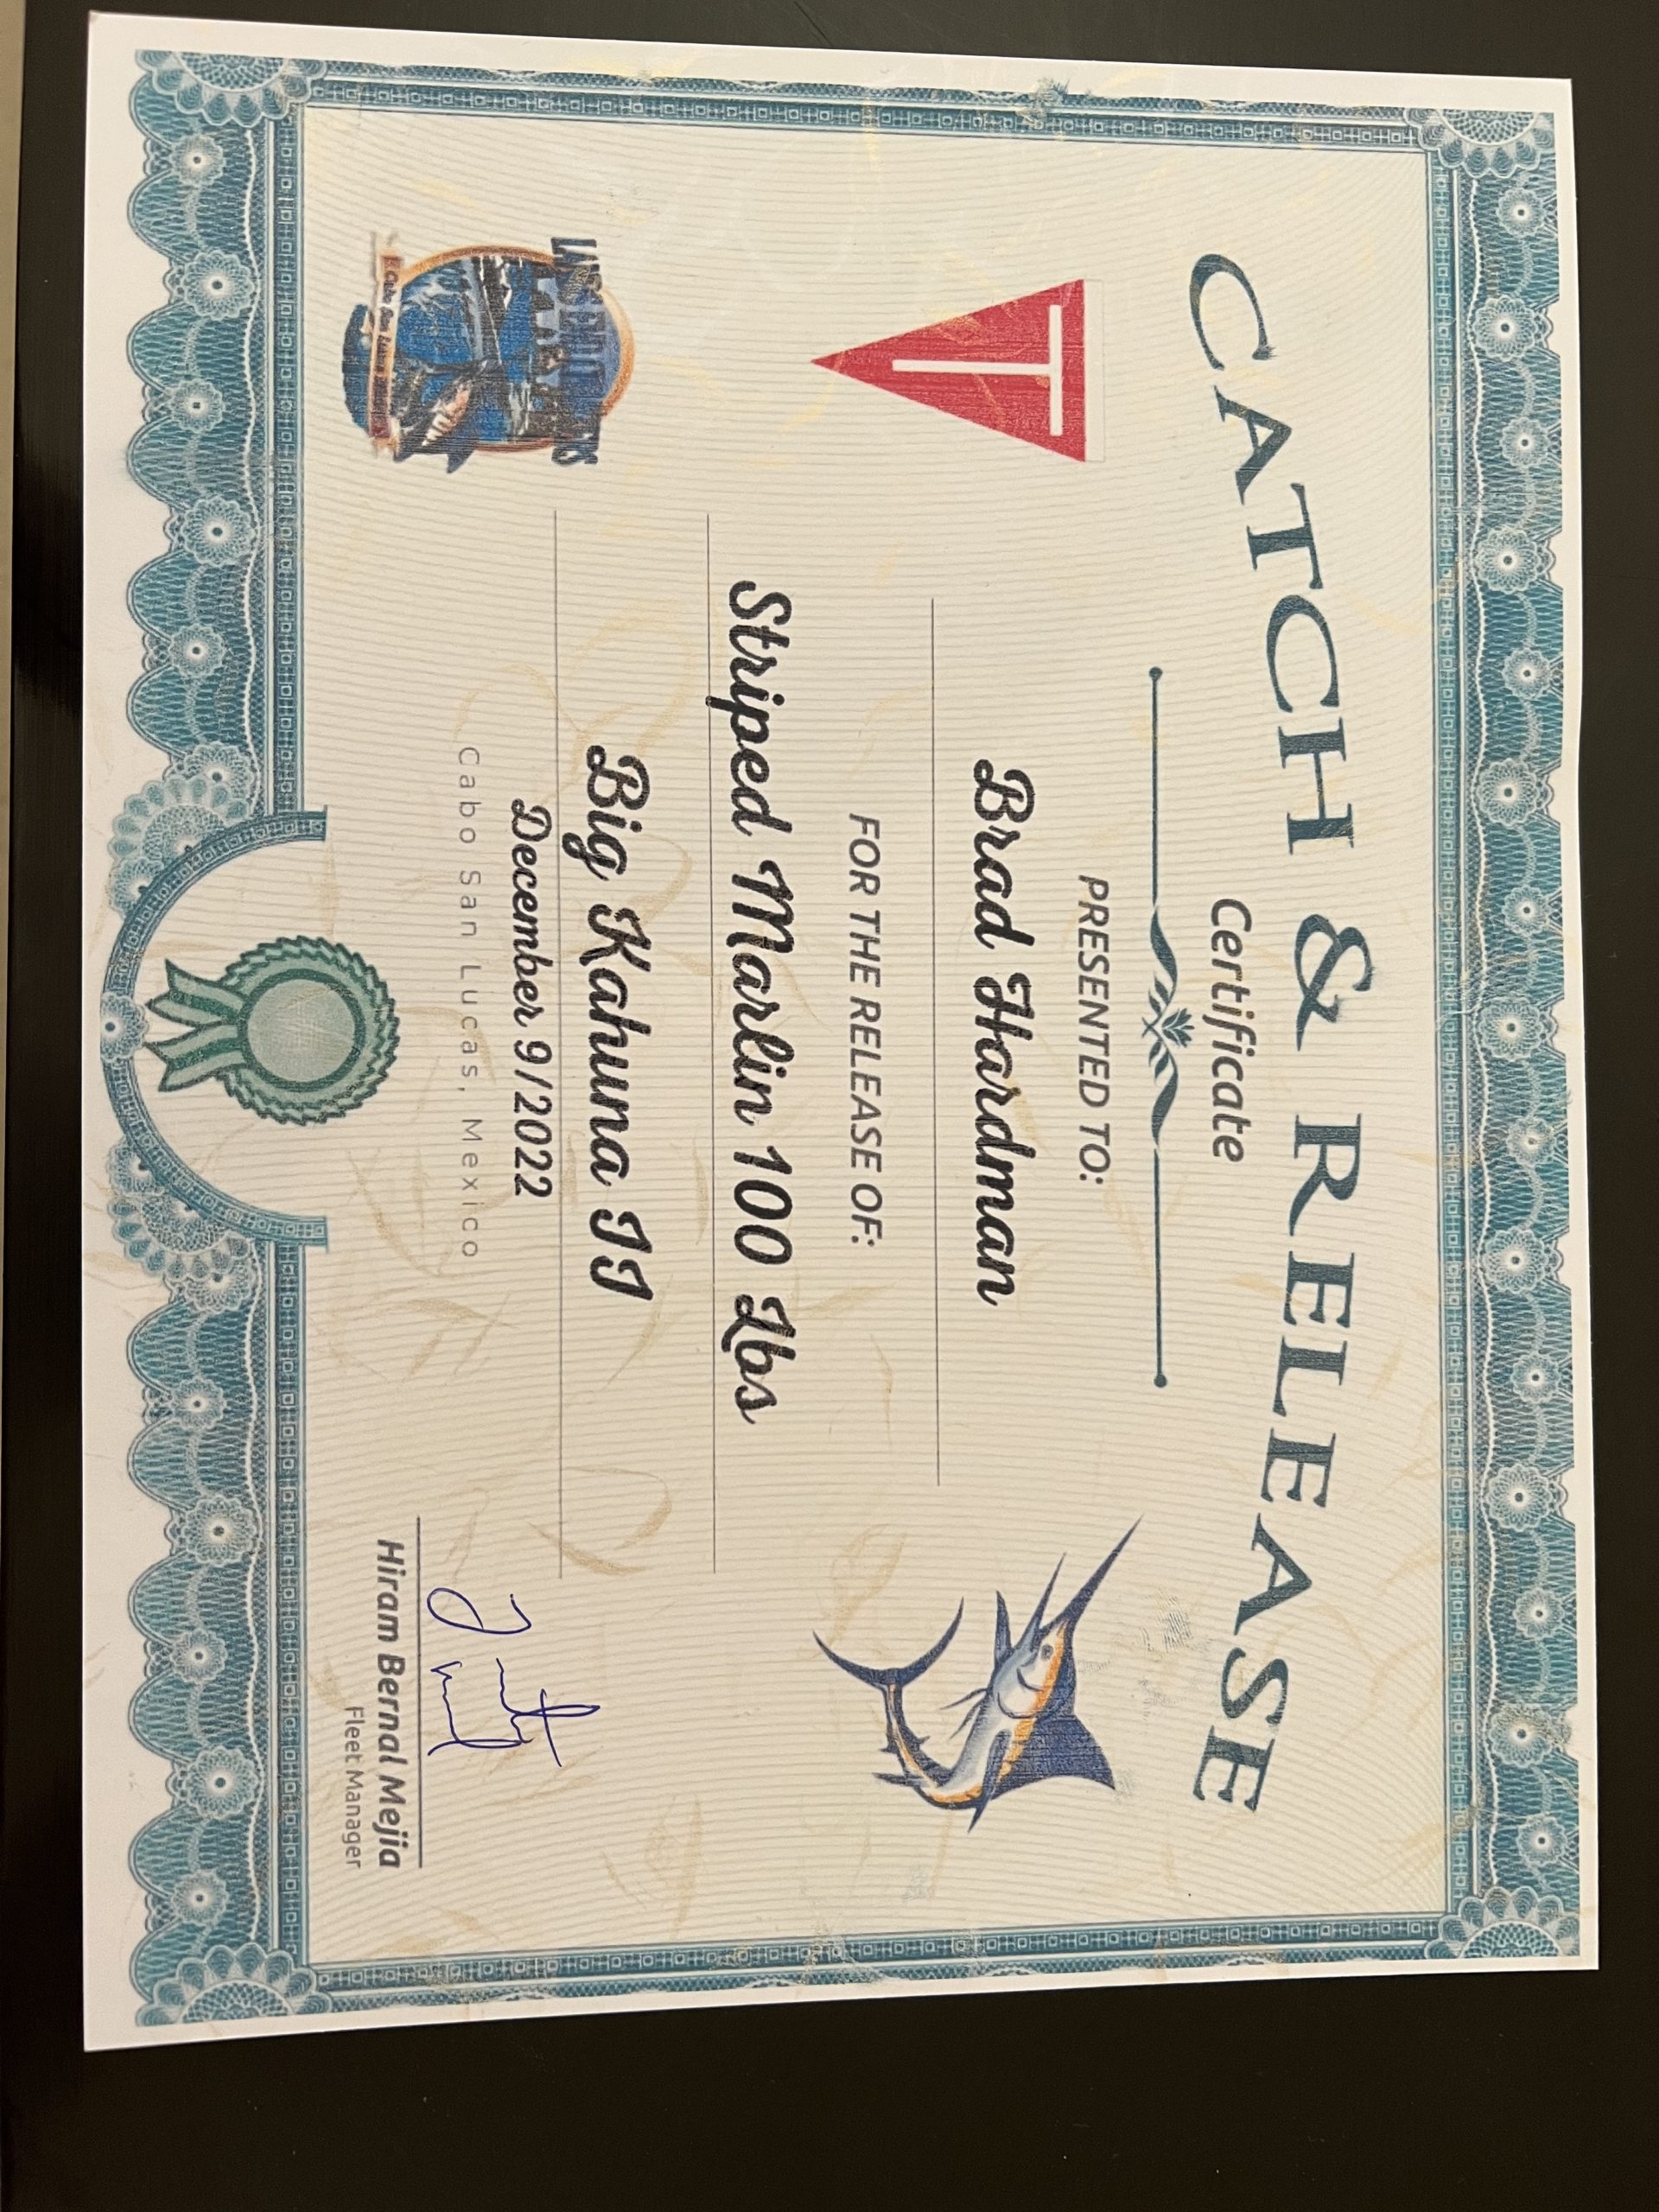 CATCH & RELEASE
Certificate
PRESENTED TO:
T
Brad Hardman
FOR THE RELEASE OF:
Striped Marlin 100 Lbs
Big Kahuna II
December 9/2022
Cabo San Lucas, Mexico
Hiram Bernal Mejia
Fleet Manager